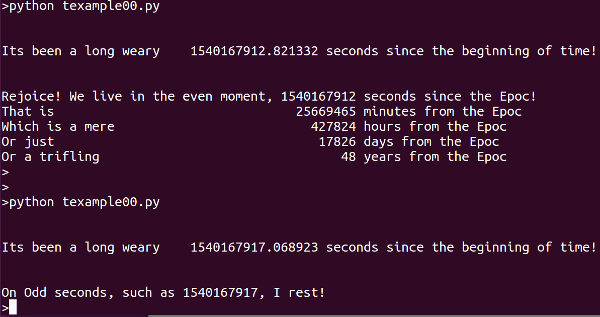 >python texample00.py
Its been a long weary    1540167912.821332 seconds since the beginning of time!
Rejoice! We live in the even moment, 1540167912 seconds since the Epoc!
That is                                    25669465 minutes from the Epoc
Which is a mere                              427824 hours from the Epoc
Or just                                       17826 days from the Epoc
Or a trifling                                    48 years from the Epoc
>
>
>python texample00.py
Its been a long weary    1540167917.068923 seconds since the beginning of time!
On Odd seconds, such as 1540167917, I rest!
>